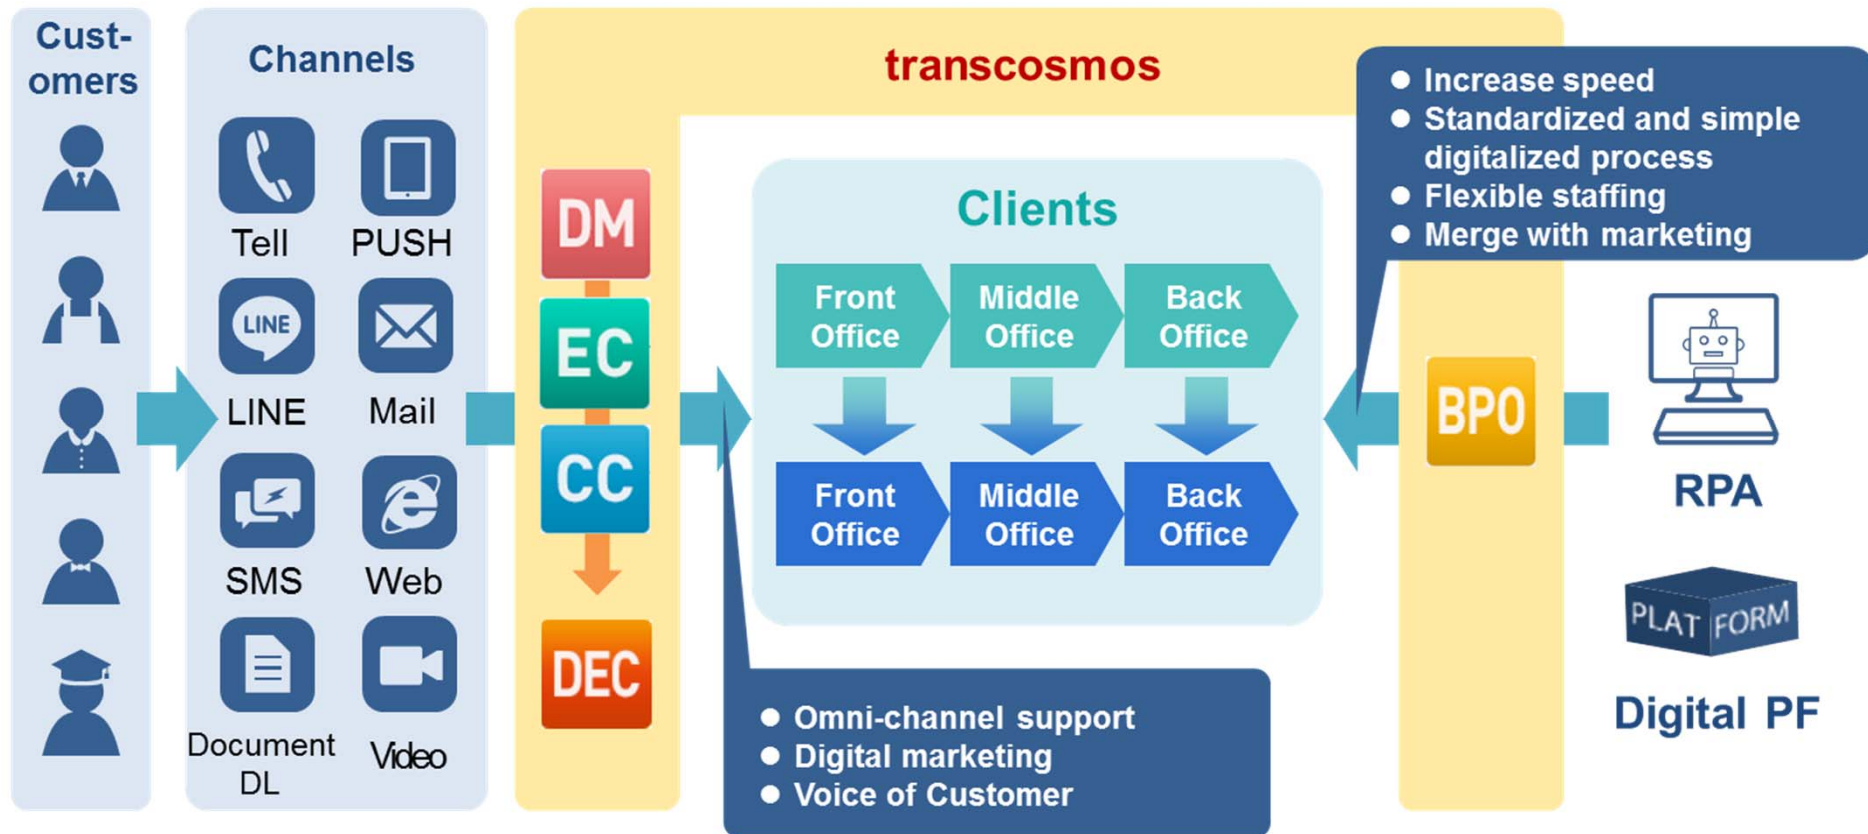 Cust-
omers
Channels
Tell
PUSH
LINE
LINE
Mail
SMS
Web
Document
DL
Video
transcosmos
DM
EC
CC
DEC
Clients
Front
Office
Middle
Office
Back
Office
Front
Office
Middle
Office
Back
Office
● Omni-channel support
● Digital marketing
● Voice of Customer
● Increase speed
● Standardized and simple
digitalized process
● Flexible staffing
● Merge with marketing
BPO
RPA
PLAT FORM
Digital PF